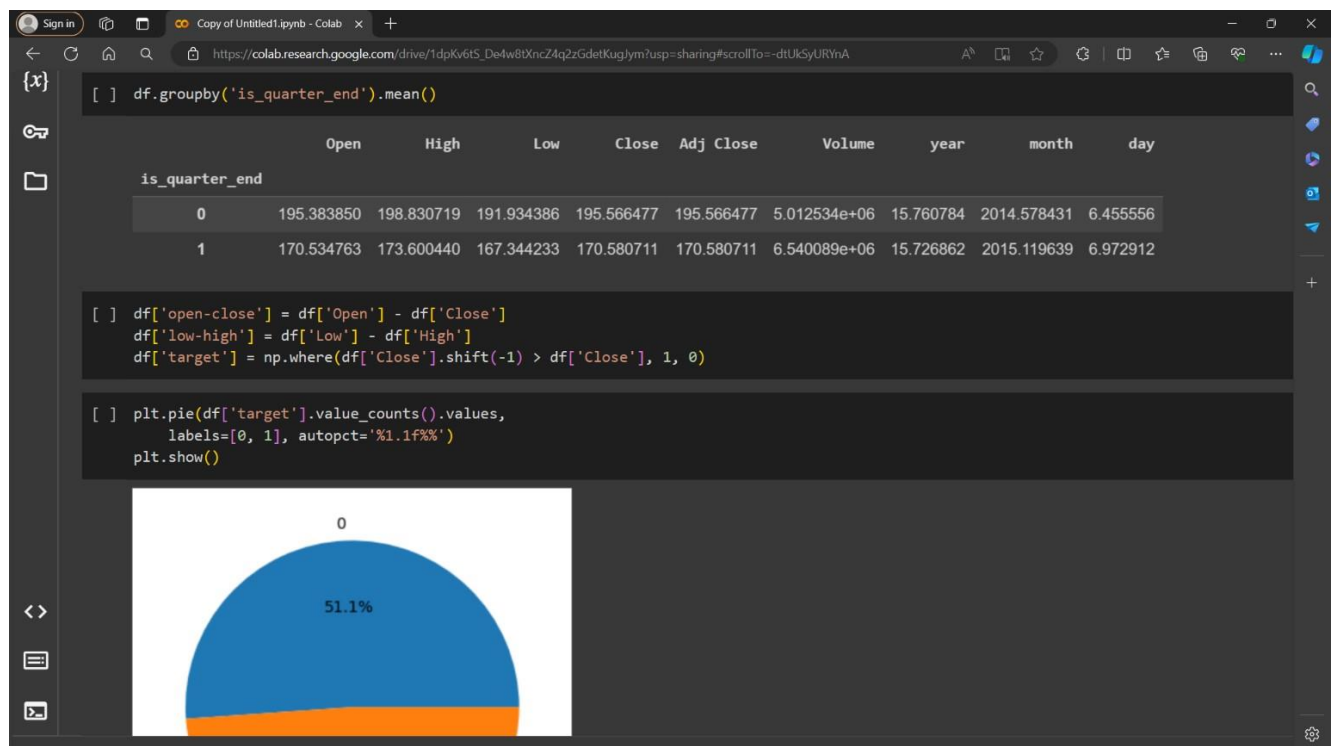 Sign in
Copy of Untitled1.ipynb - Colab
https://colab.research.google.com/drive/1dpKv6tS_De4w8tXncZ4q2zGdetKugJym?usp=sharing#scrollTo=-dtUkSyURYnA
{x}
[ ] df.groupby('is_quarter_end').mean()
Open High Low Close Adj Close Volume year month day
is_quarter_end
0 195.383850 198.830719 191.934386 195.566477 195.566477 5.012534e+06 15.760784 2014.578431 6.455556
1 170.534763 173.600440 167.344233 170.580711 170.580711 6.540089e+06 15.726862 2015.119639 6.972912
[ ] df['open-close'] = df['Open'] - df['Close']
df['low-high'] = df['Low'] - df['High']
df['target'] = np.where(df['Close'].shift(-1) > df['Close'], 1, 0)
[ ] plt.pie(df['target'].value_counts().values,
labels=[0, 1], autopct='%1.1f%%')
plt.show()
0
51.1%